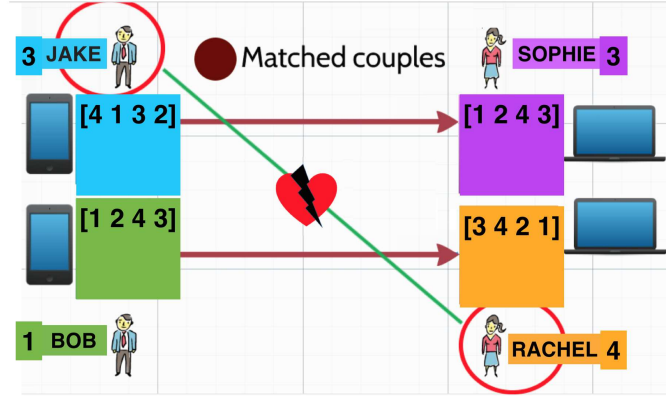 3 JAKE
Matched couples
SOPHIE 3
[4 1 3 2]
[1 2 4 3]
[1 2 4 3]
[3 4 2 1]
1 BOB
RACHEL 4